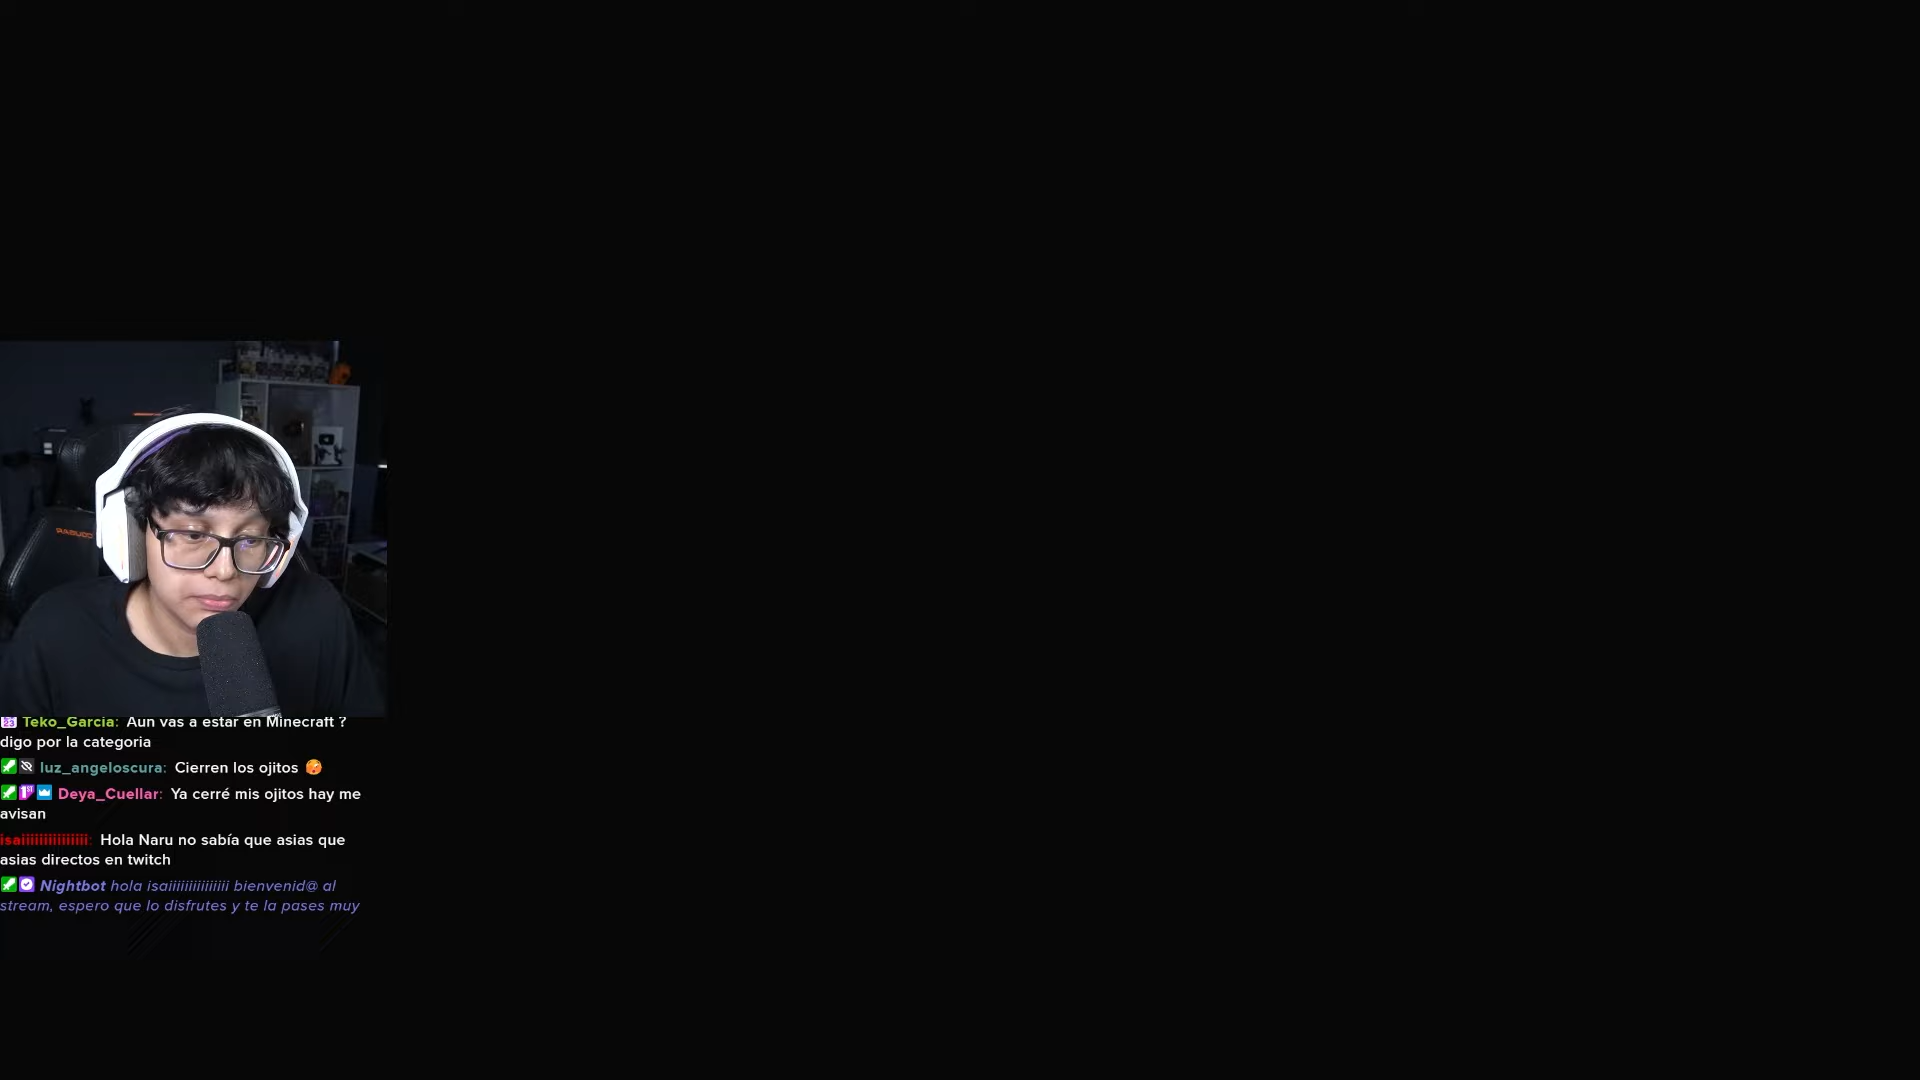 COUGAR
23 Teko_Garcia: Aun vas a estar en Minecraft ?
digo por la categoria
luz_angeloscura: Cierren los ojitos
Deya_Cuellar: Ya cerré mis ojitos hay me
avisan
isaiiiiiiiiiiiiiii: Hola Naru no sabía que asias que
asias directos en twitch
Nightbot hola isaiiiiiiiiiiiiiii bienvenid@ al
stream, espero que lo disfrutes y te la pases muy